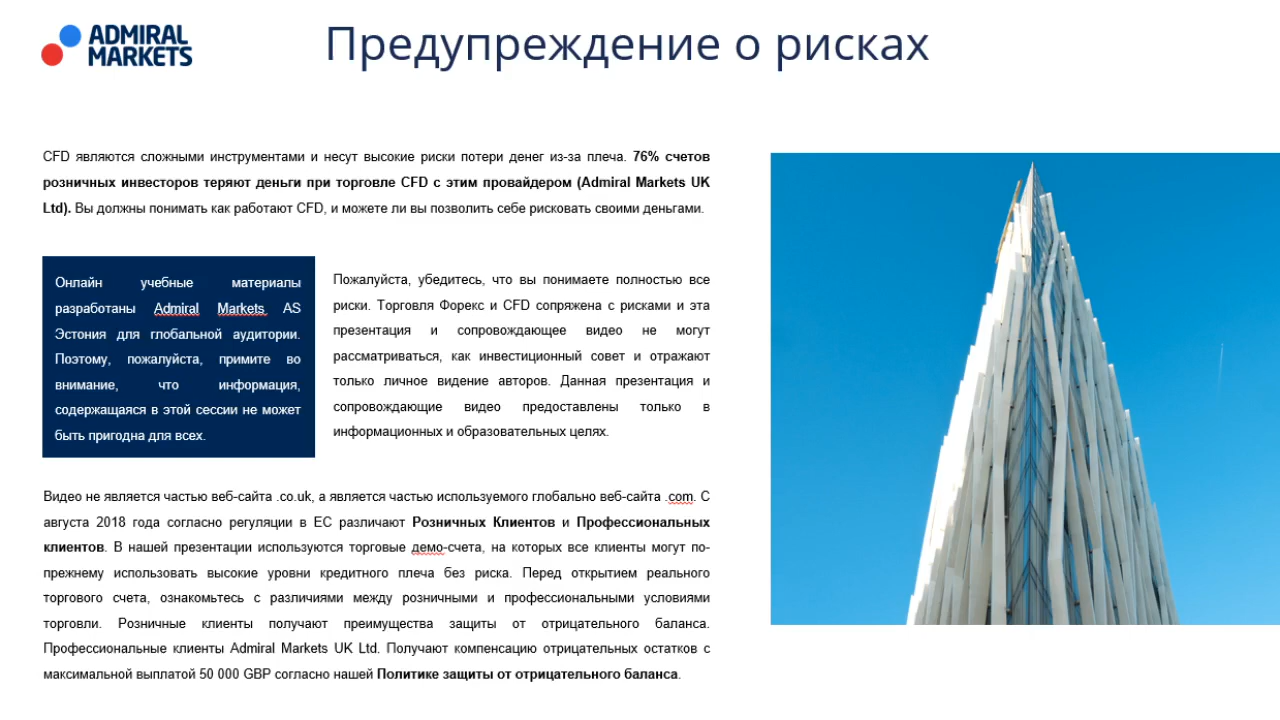 ADMIRAL
MARKETS
Предупреждение о рисках
CFD являются сложными инструментами и несут высокие риски потери денег из-за плеча. 76% счетов
розничных инвесторов теряют деньги при торговле CFD с этим провайдером (Admiral Markets UK
Ltd). Вы должны понимать как работают CFD, и можете ли вы позволить себе рисковать своими деньгами.
Онлайн учебные материалы
разработаны Admiral Markets AS
Эстония для глобальной аудитории.
Поэтому, пожалуйста, примите во
внимание, что информация,
содержащаяся в этой сессии не может
быть пригодна для всех.
Пожалуйста, убедитесь, что вы понимаете полностью все
риски. Торговля Форекс и CFD сопряжена с рисками и эта
презентация и сопровождающее видео не могут
рассматриваться, как инвестиционный совет и отражают
только личное видение авторов. Данная презентация и
сопровождающие видео предоставлены только в
информационных и образовательных целях.
Видео не является частью веб-сайта .co.uk, а является частью используемого глобально веб-сайта .com. С
августа 2018 года согласно регуляции в ЕС различают Розничных Клиентов и Профессиональных
клиентов. В нашей презентации используются торговые демо-счета, на которых все клиенты могут по-
прежнему использовать высокие уровни кредитного плеча без риска. Перед открытием реального
торгового счета, ознакомьтесь с различиями между розничными и профессиональными условиями
торговли. Розничные клиенты получают преимущества защиты от отрицательного баланса.
Профессиональные клиенты Admiral Markets UK Ltd. Получают компенсацию отрицательных остатков с
максимальной выплатой 50 000 GBP согласно нашей Политике защиты от отрицательного баланса.